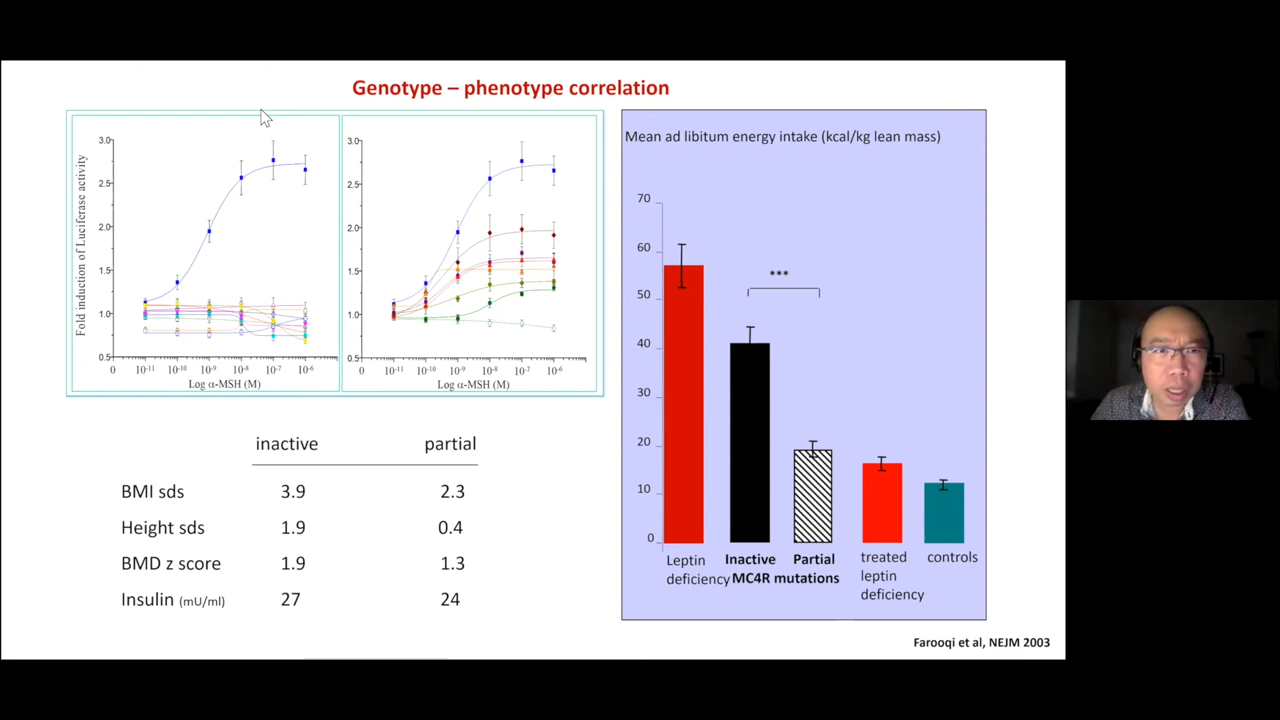 Genotype – phenotype correlation
Fold induction of Luciferase activity
3.0
2.5
2.0
1.5
1.0
0.5
0 10⁻¹¹ 10⁻¹⁰ 10⁻⁹ 10⁻⁸ 10⁻⁷ 10⁻⁶
Log α-MSH (M)
3.0
2.5
2.0
1.5
1.0
0.5
0 10⁻¹¹ 10⁻¹⁰ 10⁻⁹ 10⁻⁸ 10⁻⁷ 10⁻⁶
Log α-MSH (M)
inactive partial
BMI sds 3.9 2.3
Height sds 1.9 0.4
BMD z score 1.9 1.3
Insulin (mU/ml) 27 24
Mean ad libitum energy intake (kcal/kg lean mass)
70
60
50
40
30
20
10
0
***
Leptin
deficiency
Inactive Partial
MC4R mutations
treated
leptin
deficiency
controls
Farooqi et al, NEJM 2003